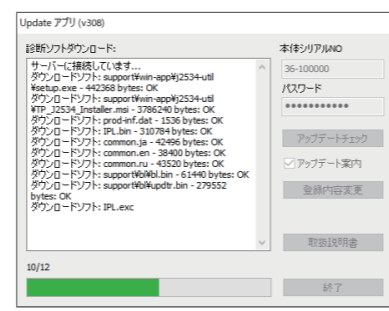 Update アプリ (v308)
診断ソフトダウンロード:
サーバーに接続しています...
ダウンロードソフト: support¥win-app¥j2534-util
¥setup.exe - 442368 bytes: OK
ダウンロードソフト: support¥win-app¥j2534-util
¥TP_J2534_Installer.msi - 3786240 bytes: OK
ダウンロードソフト: prod-inf.dat - 1536 bytes: OK
ダウンロードソフト: IPL.bin - 310784 bytes: OK
ダウンロードソフト: common.ja - 42496 bytes: OK
ダウンロードソフト: common.en - 38400 bytes: OK
ダウンロードソフト: common.ru - 43520 bytes: OK
ダウンロードソフト: support¥bl¥bl.bin - 61440 bytes: OK
ダウンロードソフト: support¥bl¥updtr.bin - 279552
bytes: OK
ダウンロードソフト: IPL.exc
10/12
本体シリアルNO
36-100000
パスワード
•••••••••••
アップデートチェック
アップデート案内
登録内容変更
取扱説明書
終了